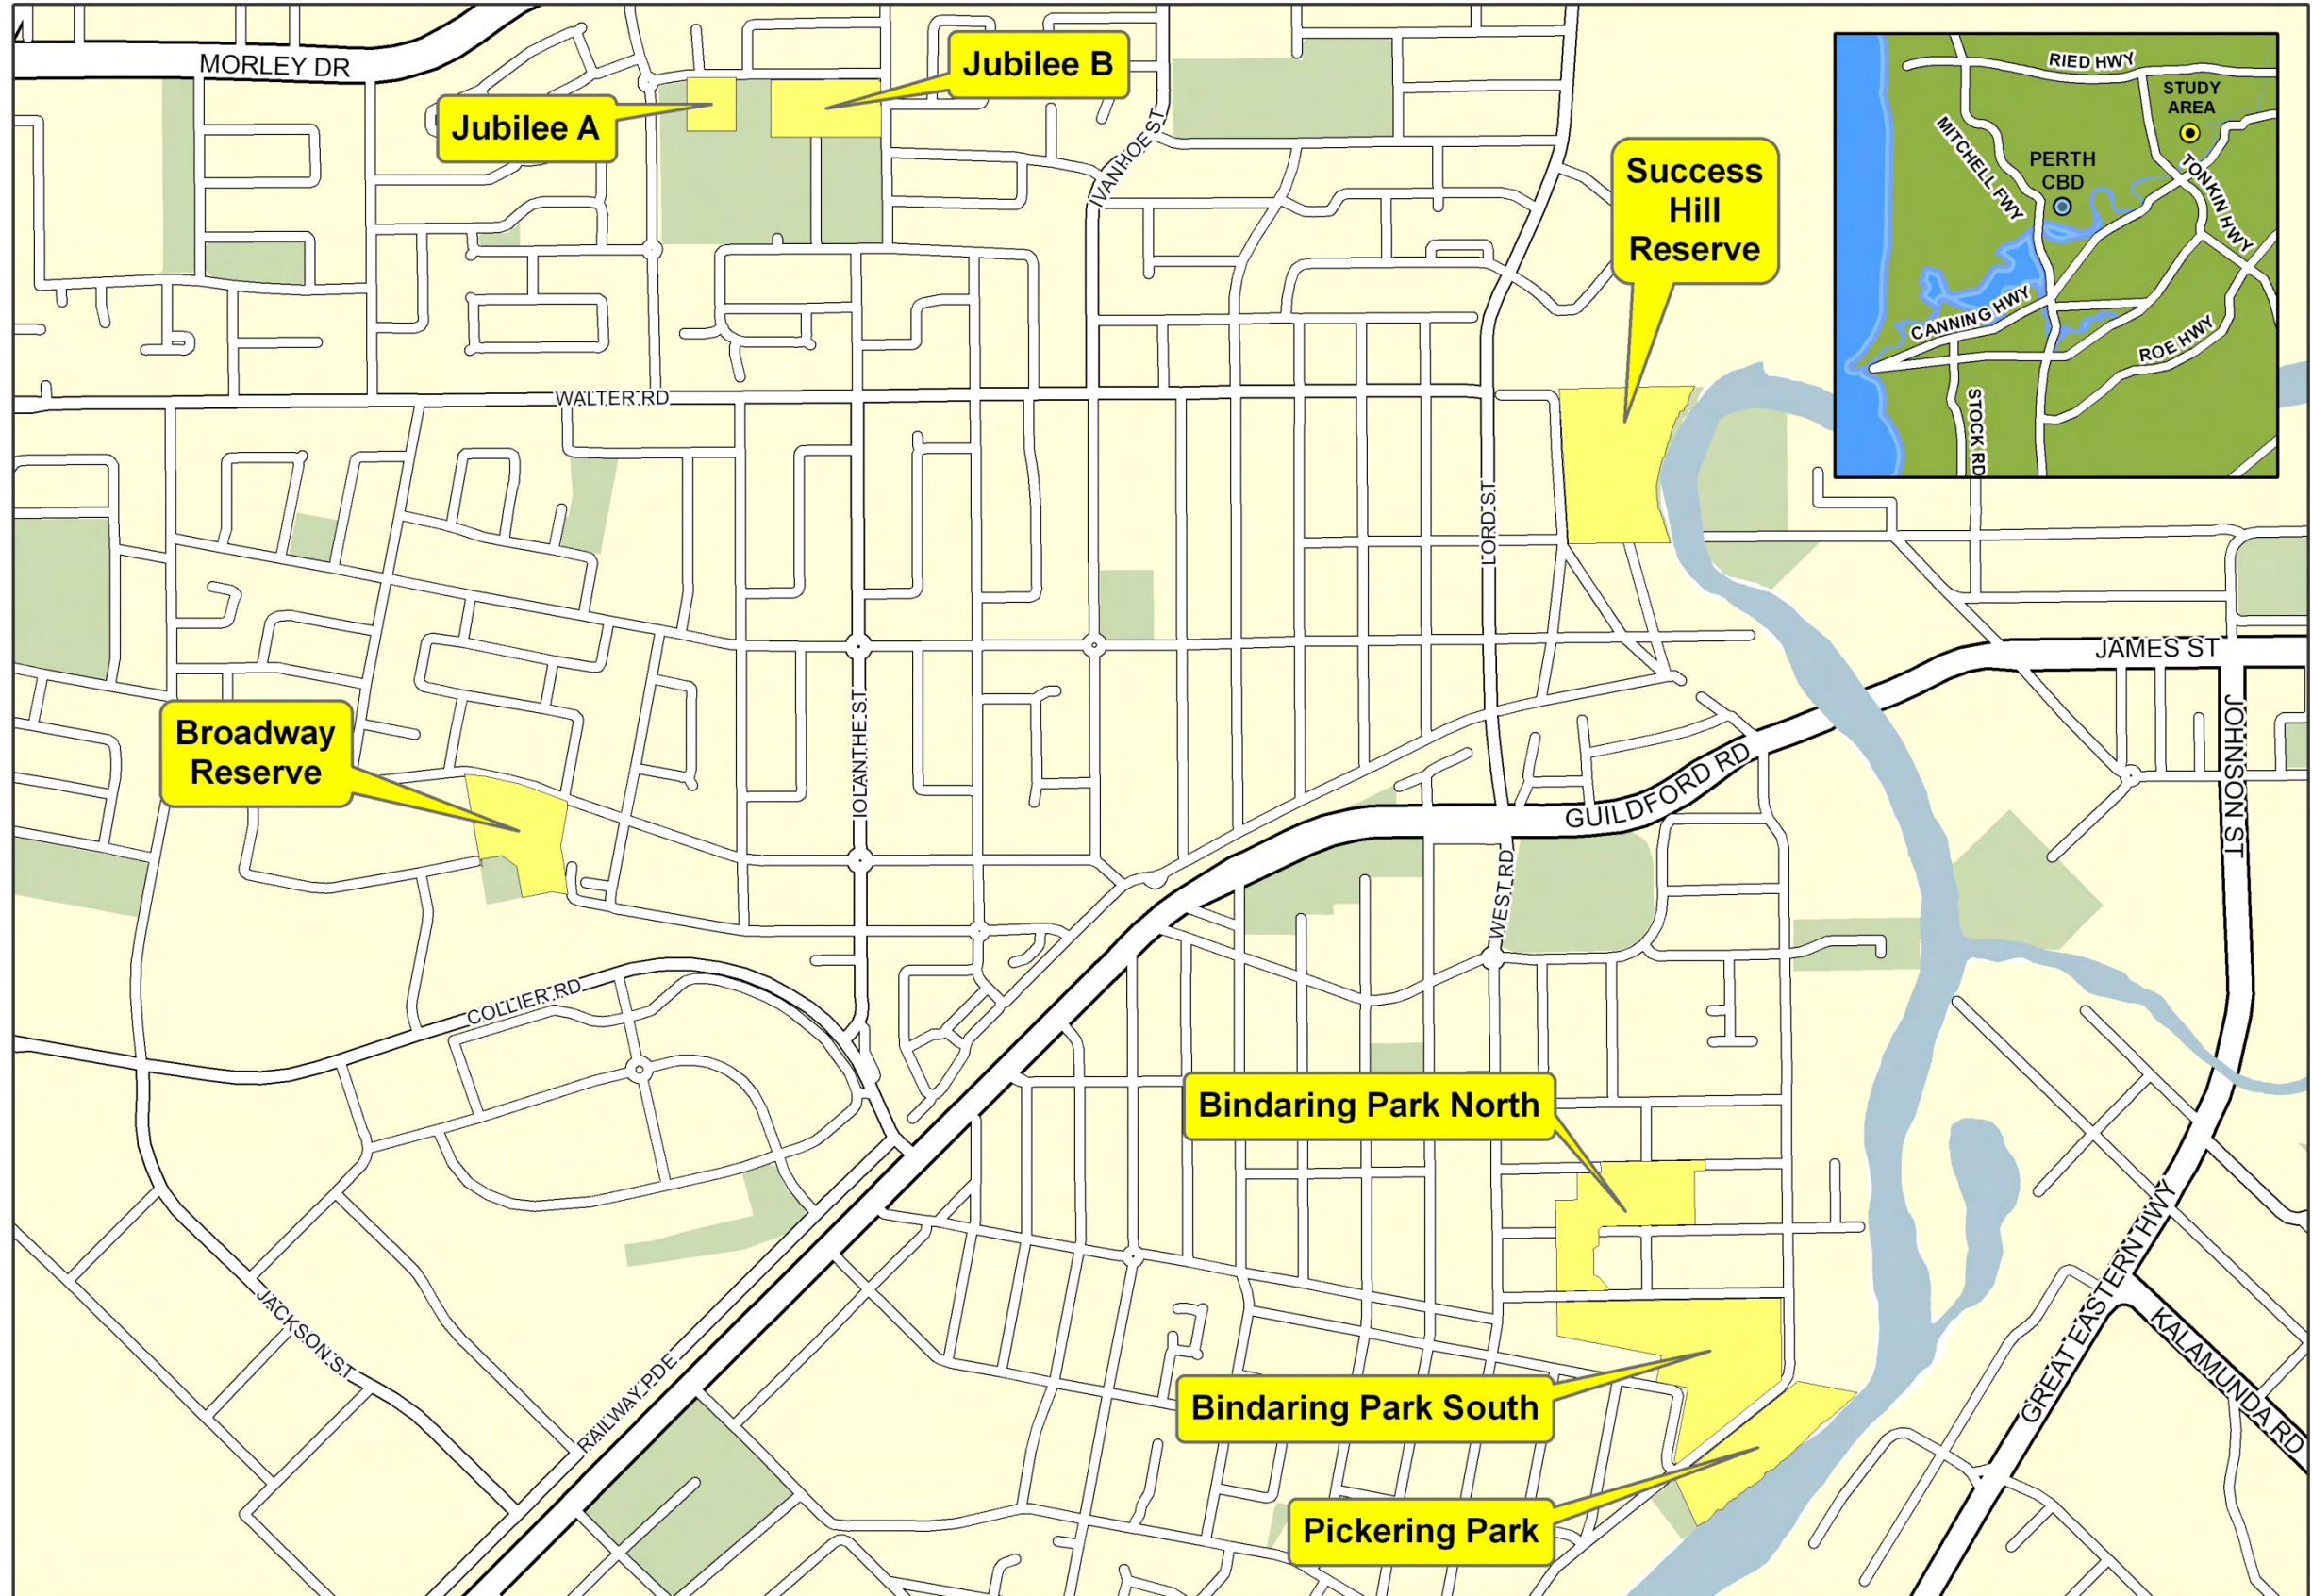 MORLEY DR
Jubilee A
Jubilee B
IVANHOE ST
Success
Hill
Reserve
RIED HWY
STUDY
AREA
MITCHELL FWY
PERTH
CBD
TONKIN HWY
CANNING HWY
ROE HWY
STOCK RD
WALTER RD
LORD ST
JAMES ST
JOHNSON ST
IOLANTHE ST
Broadway
Reserve
GUILDFORD RD
WEST RD
COLLIER RD
Bindaring Park North
JACKSON ST
RAILWAY PDE
GREAT EASTERN HWY
KALAMUNDA RD
Bindaring Park South
Pickering Park